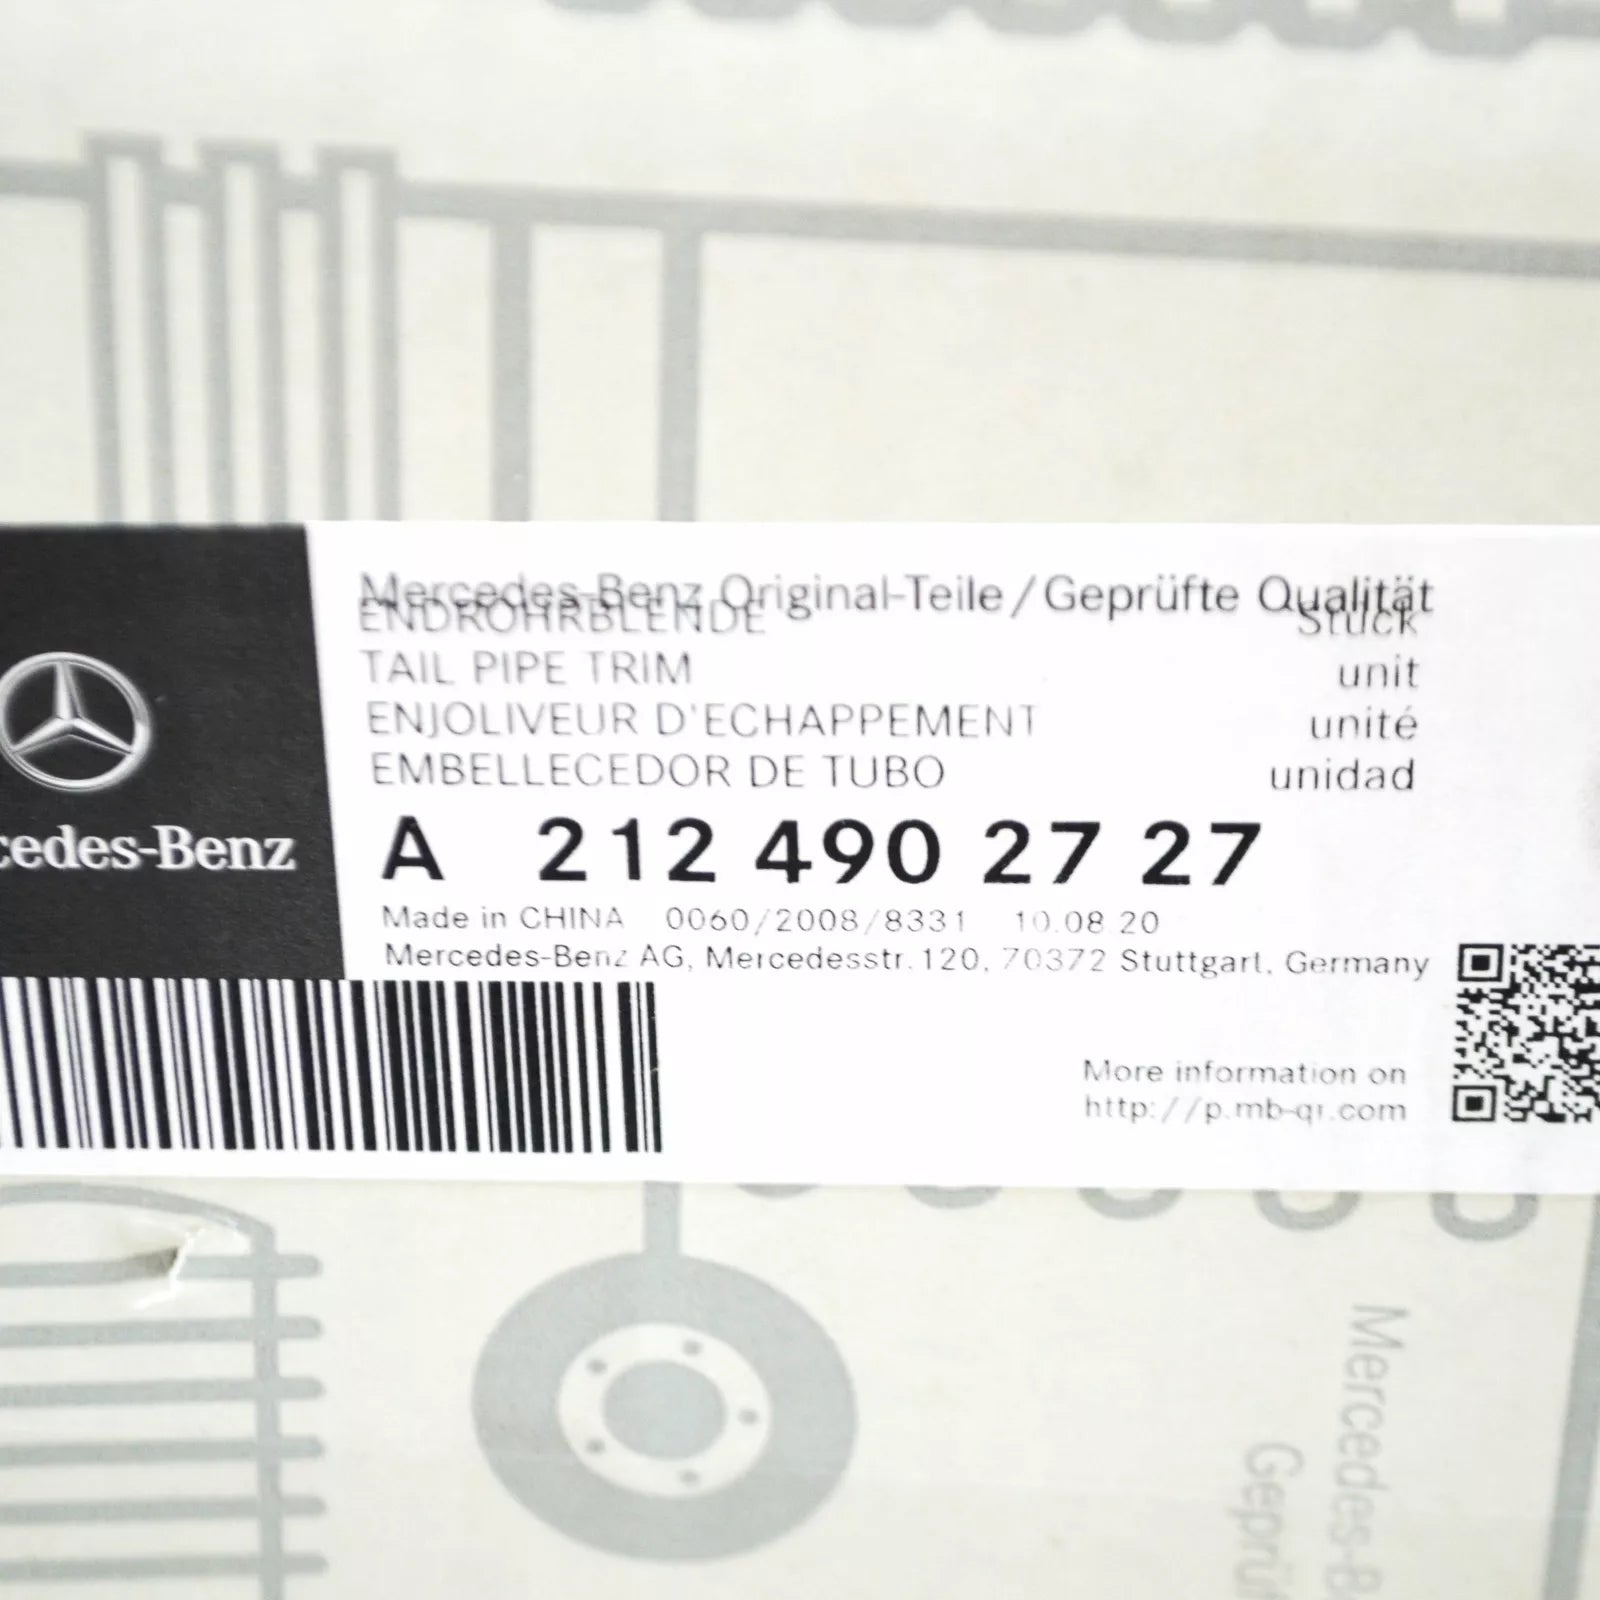 Mercedes-Benz Original-Teile/Geprüfte Qualität
ENDROHRBLENDE Stück
TAIL PIPE TRIM unit
ENJOLIVEUR D'ECHAPPEMENT unité
EMBELLECEDOR DE TUBO unidad
cedes-Benz
A 212 490 27 27
Made in CHINA 0060/2008/8331 10.08.20
Mercedes-Benz AG, Mercedesstr. 120, 70372 Stuttgart, Germany
More information on
http://p.mb-qr.com
Mercedes-B
Geprüf